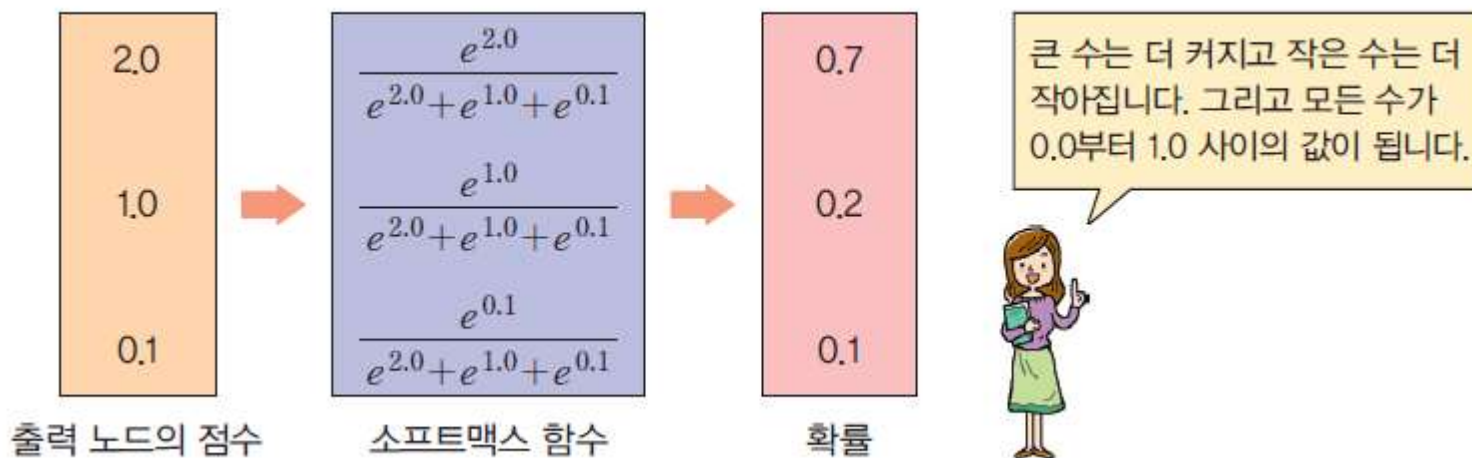 2.0
1.0
0.1
출력 노드의 점수
e^{2.0}
e^{2.0}+e^{1.0}+e^{0.1}
e^{1.0}
e^{2.0}+e^{1.0}+e^{0.1}
e^{0.1}
e^{2.0}+e^{1.0}+e^{0.1}
소프트맥스 함수
0.7
0.2
0.1
확률
큰 수는 더 커지고 작은 수는 더
작아집니다. 그리고 모든 수가
0.0부터 1.0 사이의 값이 됩니다.